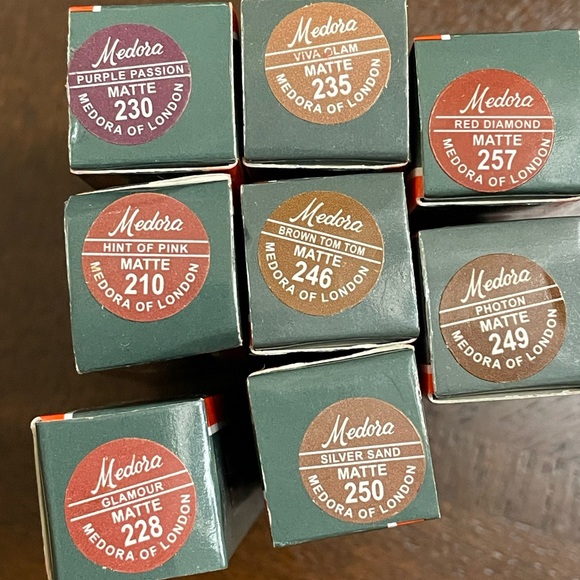 Medora
PURPLE PASSION
MATTE
230
MEDORA OF LONDON
Medora
VIVA GLAM
MATTE
235
MEDORA OF LONDON
Medora
RED DIAMOND
MATTE
257
MEDORA OF LONDON
Medora
HINT OF PINK
MATTE
210
MEDORA OF LONDON
Medora
BROWN TOM TOM
MATTE
246
MEDORA OF LONDON
Medora
PHOTON
MATTE
249
MEDORA OF LONDON
Medora
GLAMOUR
MATTE
228
MEDORA OF LONDON
Medora
SILVER SAND
MATTE
250
MEDORA OF LONDON